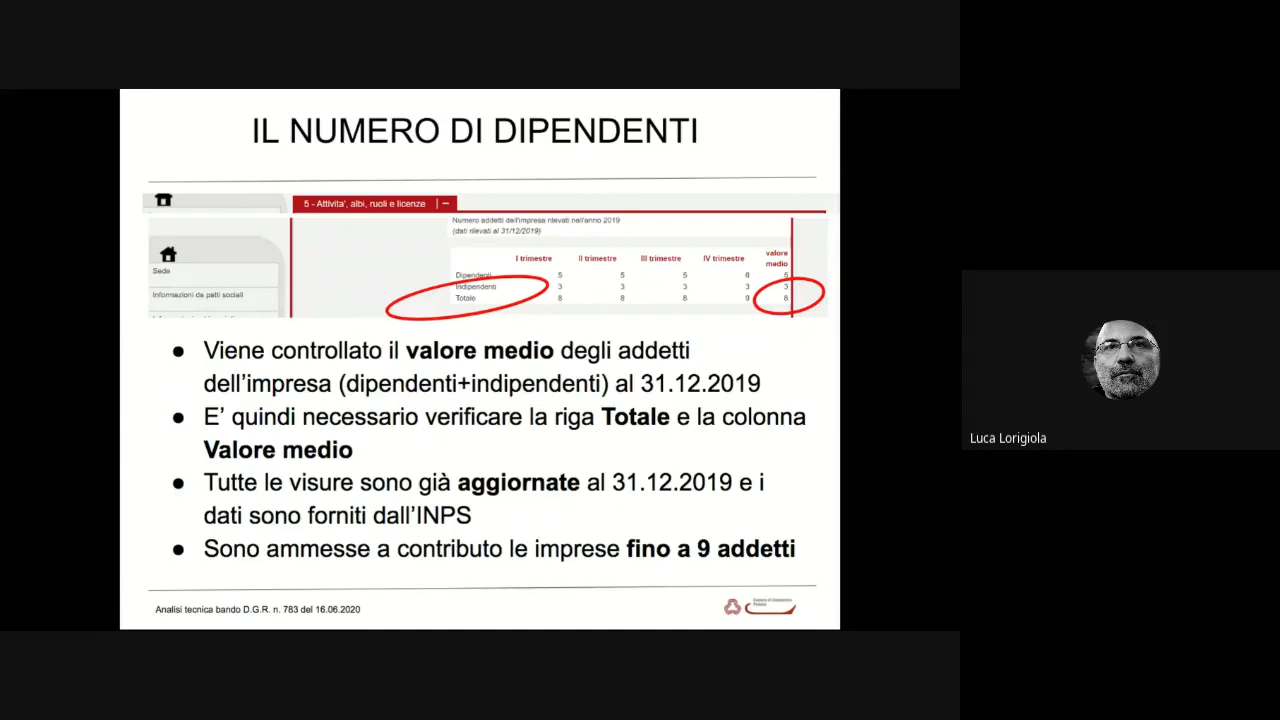 IL NUMERO DI DIPENDENTI
5 - Attivita', albi, ruoli e licenze
Numero addetti dell'impresa rilevati nell'anno 2019
(dati rilevati al 31/12/2019)
I trimestre II trimestre III trimestre IV trimestre valore medio
Dipendenti 5 5 5 6 5
Indipendenti 3 3 3 3 3
Totale 8 8 8 9 8
Sede
Informazioni da patti sociali
● Viene controllato il valore medio degli addetti
dell’impresa (dipendenti+indipendenti) al 31.12.2019
● E’ quindi necessario verificare la riga Totale e la colonna
Valore medio
● Tutte le visure sono già aggiornate al 31.12.2019 e i
dati sono forniti dall’INPS
● Sono ammesse a contributo le imprese fino a 9 addetti
Analisi tecnica bando D.G.R. n. 783 del 16.06.2020
Luca Lorigiola